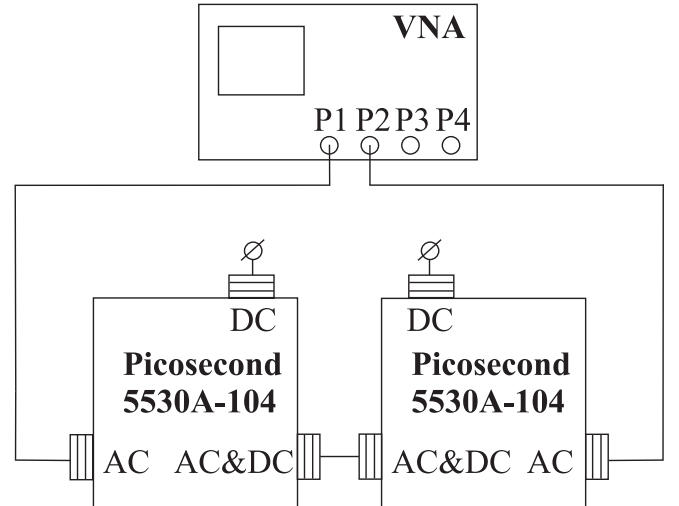 VNA
P1 P2 P3 P4
DC
DC
Picosecond
5530A-104
Picosecond
5530A-104
AC AC&DC
AC&DC AC